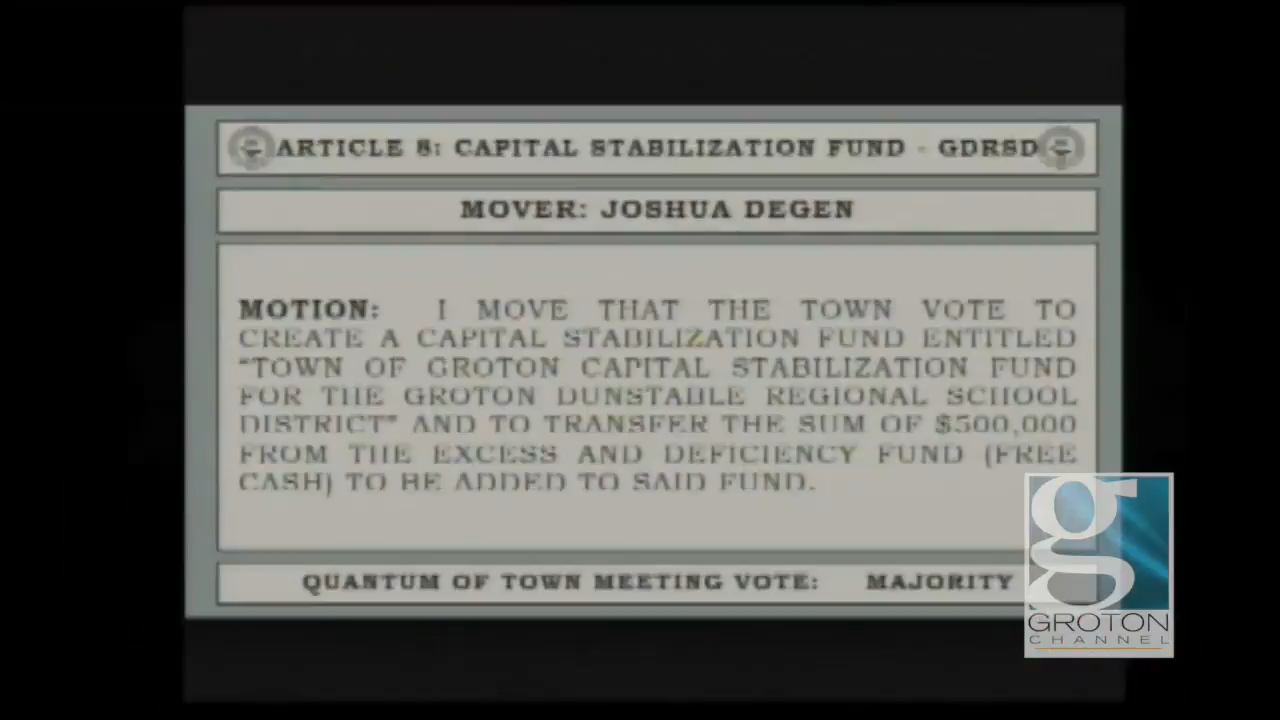 ARTICLE 8: CAPITAL STABILIZATION FUND - GDRSD
MOVER: JOSHUA DEGEN
MOTION: I MOVE THAT THE TOWN VOTE TO
CREATE A CAPITAL STABILIZATION FUND ENTITLED
"TOWN OF GROTON CAPITAL STABILIZATION FUND
FOR THE GROTON DUNSTABLE REGIONAL SCHOOL
DISTRICT" AND TO TRANSFER THE SUM OF $500,000
FROM THE EXCESS AND DEFICIENCY FUND (FREE
CASH) TO BE ADDED TO SAID FUND.
QUANTUM OF TOWN MEETING VOTE: MAJORITY
g
GROTON
CHANNEL